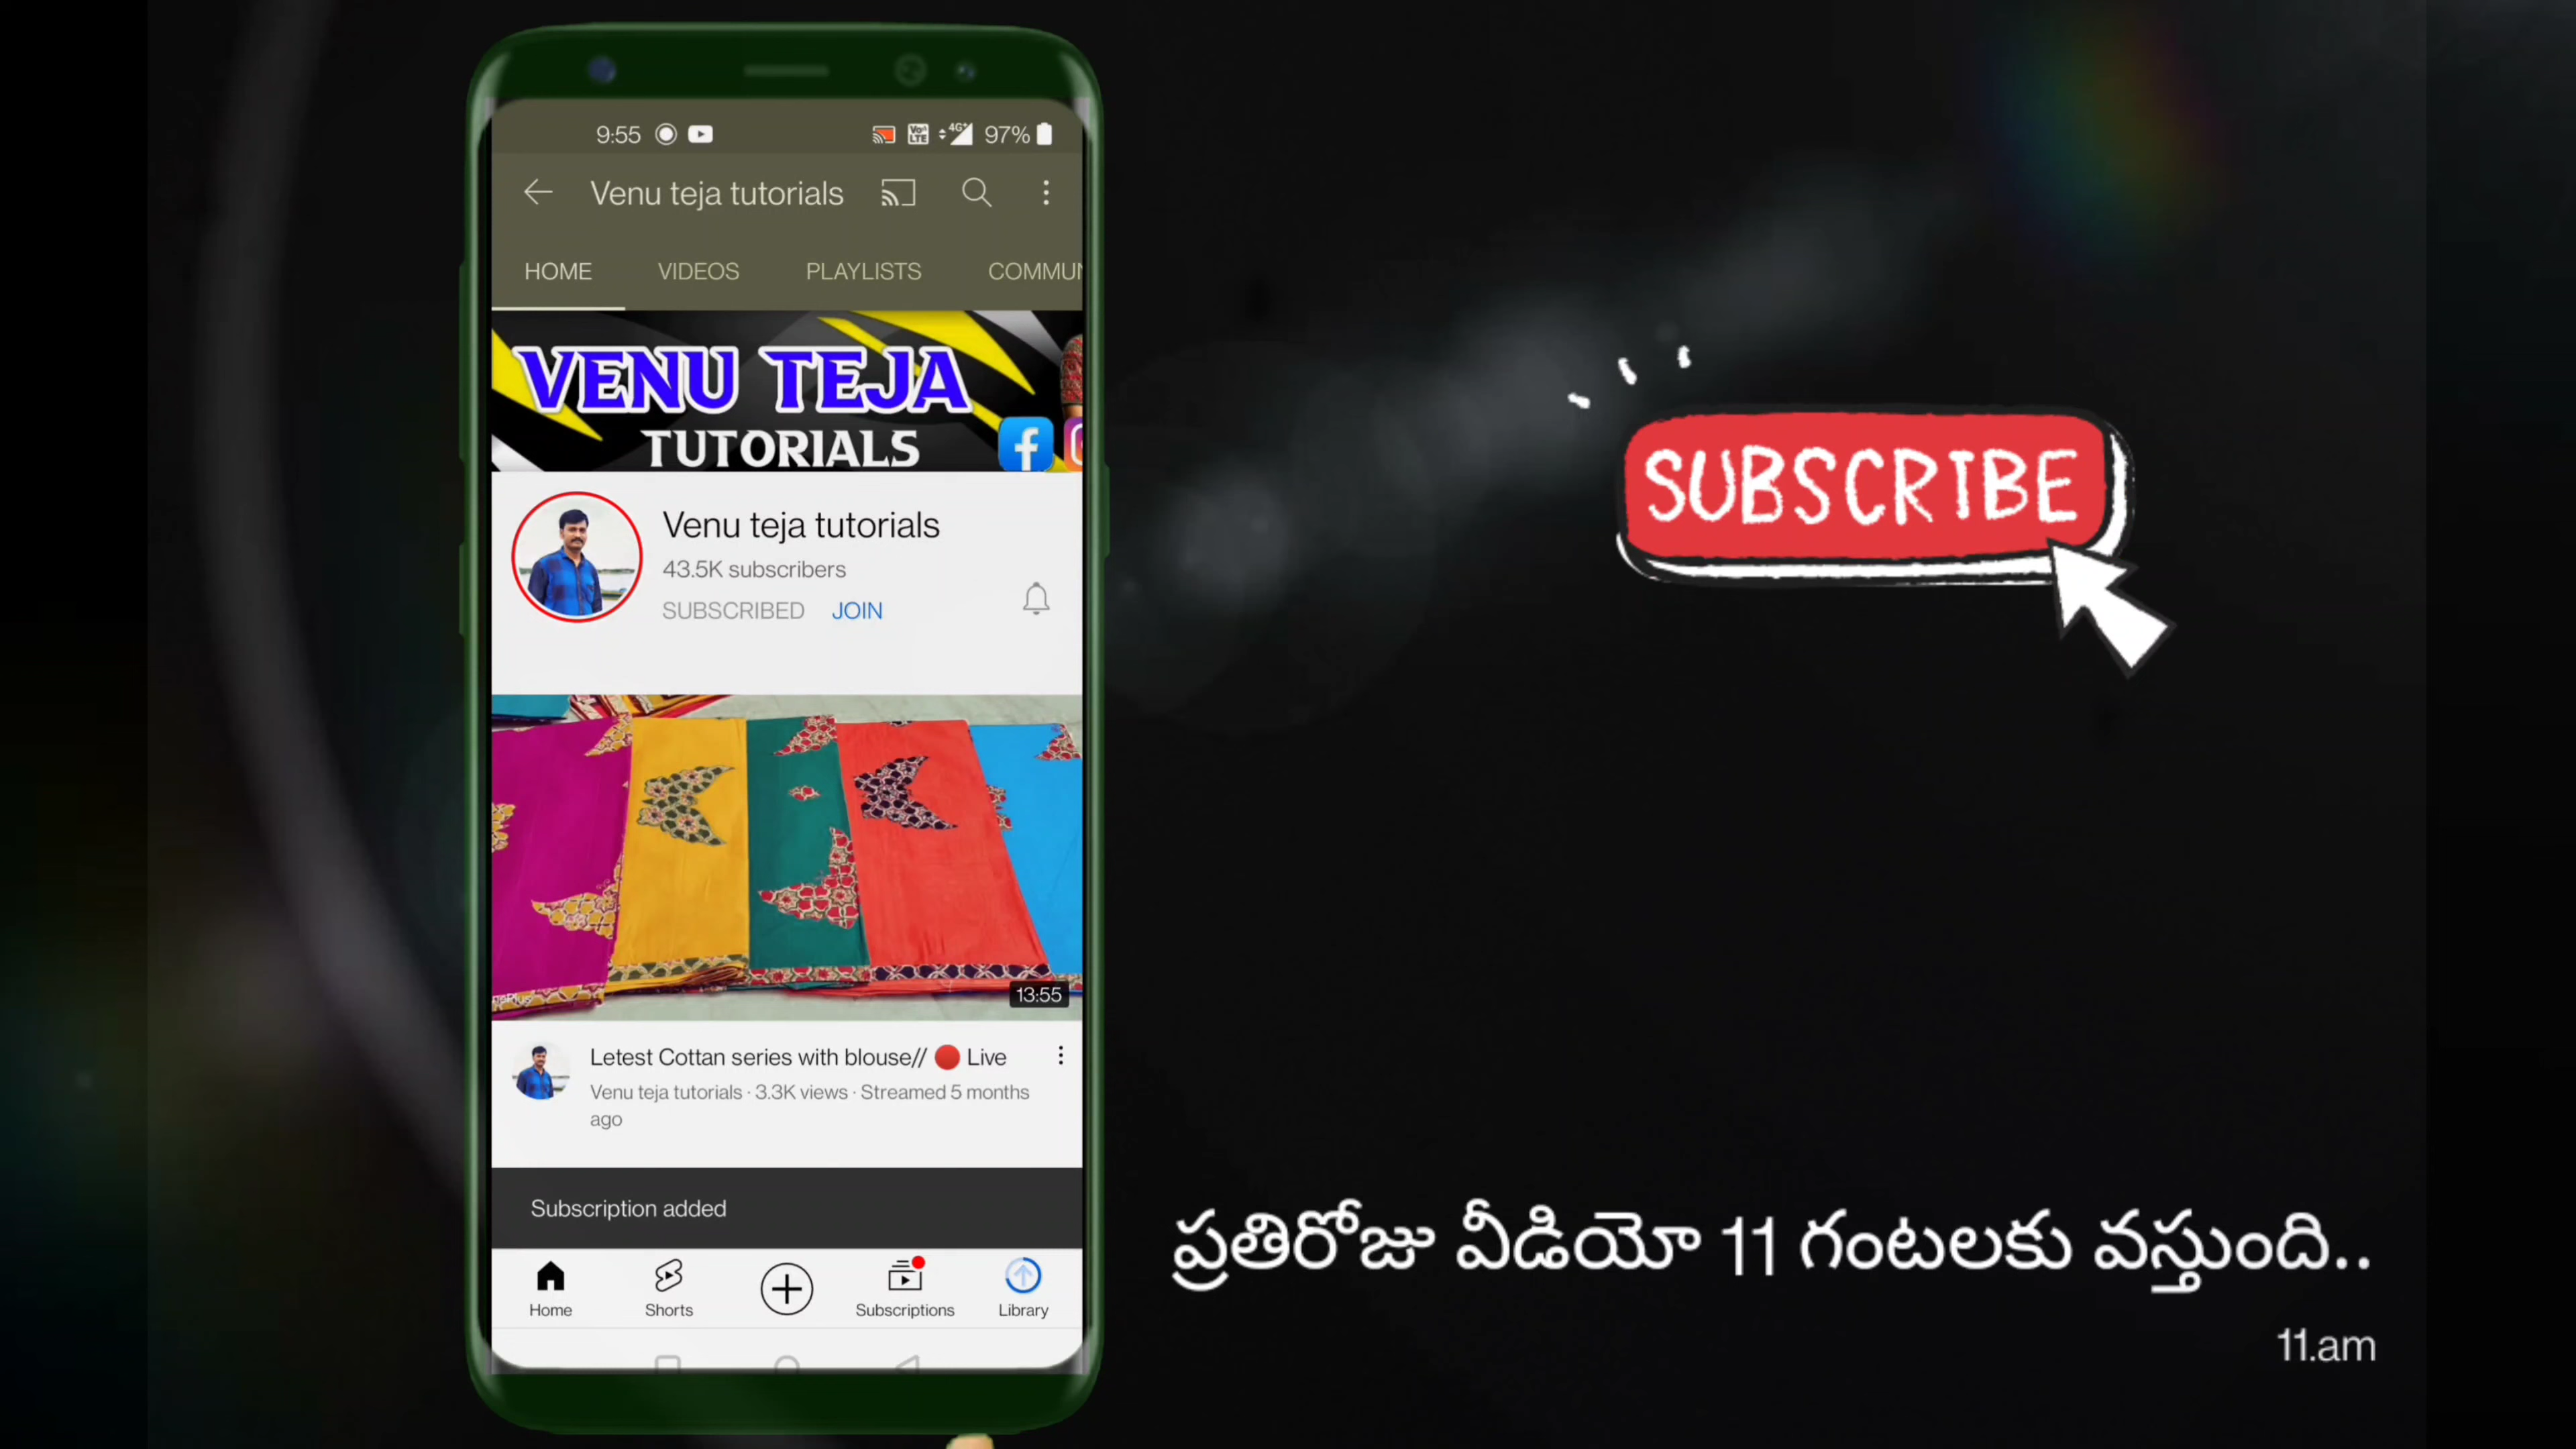 9:55 4G+ 97%
Venu teja tutorials
HOME VIDEOS PLAYLISTS COMMUN
VENU TEJA
TUTORIALS
Venu teja tutorials
43.5K subscribers
SUBSCRIBED JOIN
13:55
Letest Cottan series with blouse// 🔴 Live
Venu teja tutorials · 3.3K views · Streamed 5 months
ago
Subscription added
Home Shorts Subscriptions Library
SUBSCRIBE
ప్రతిరోజు వీడియో 11 గంటలకు వస్తుంది..
11.am